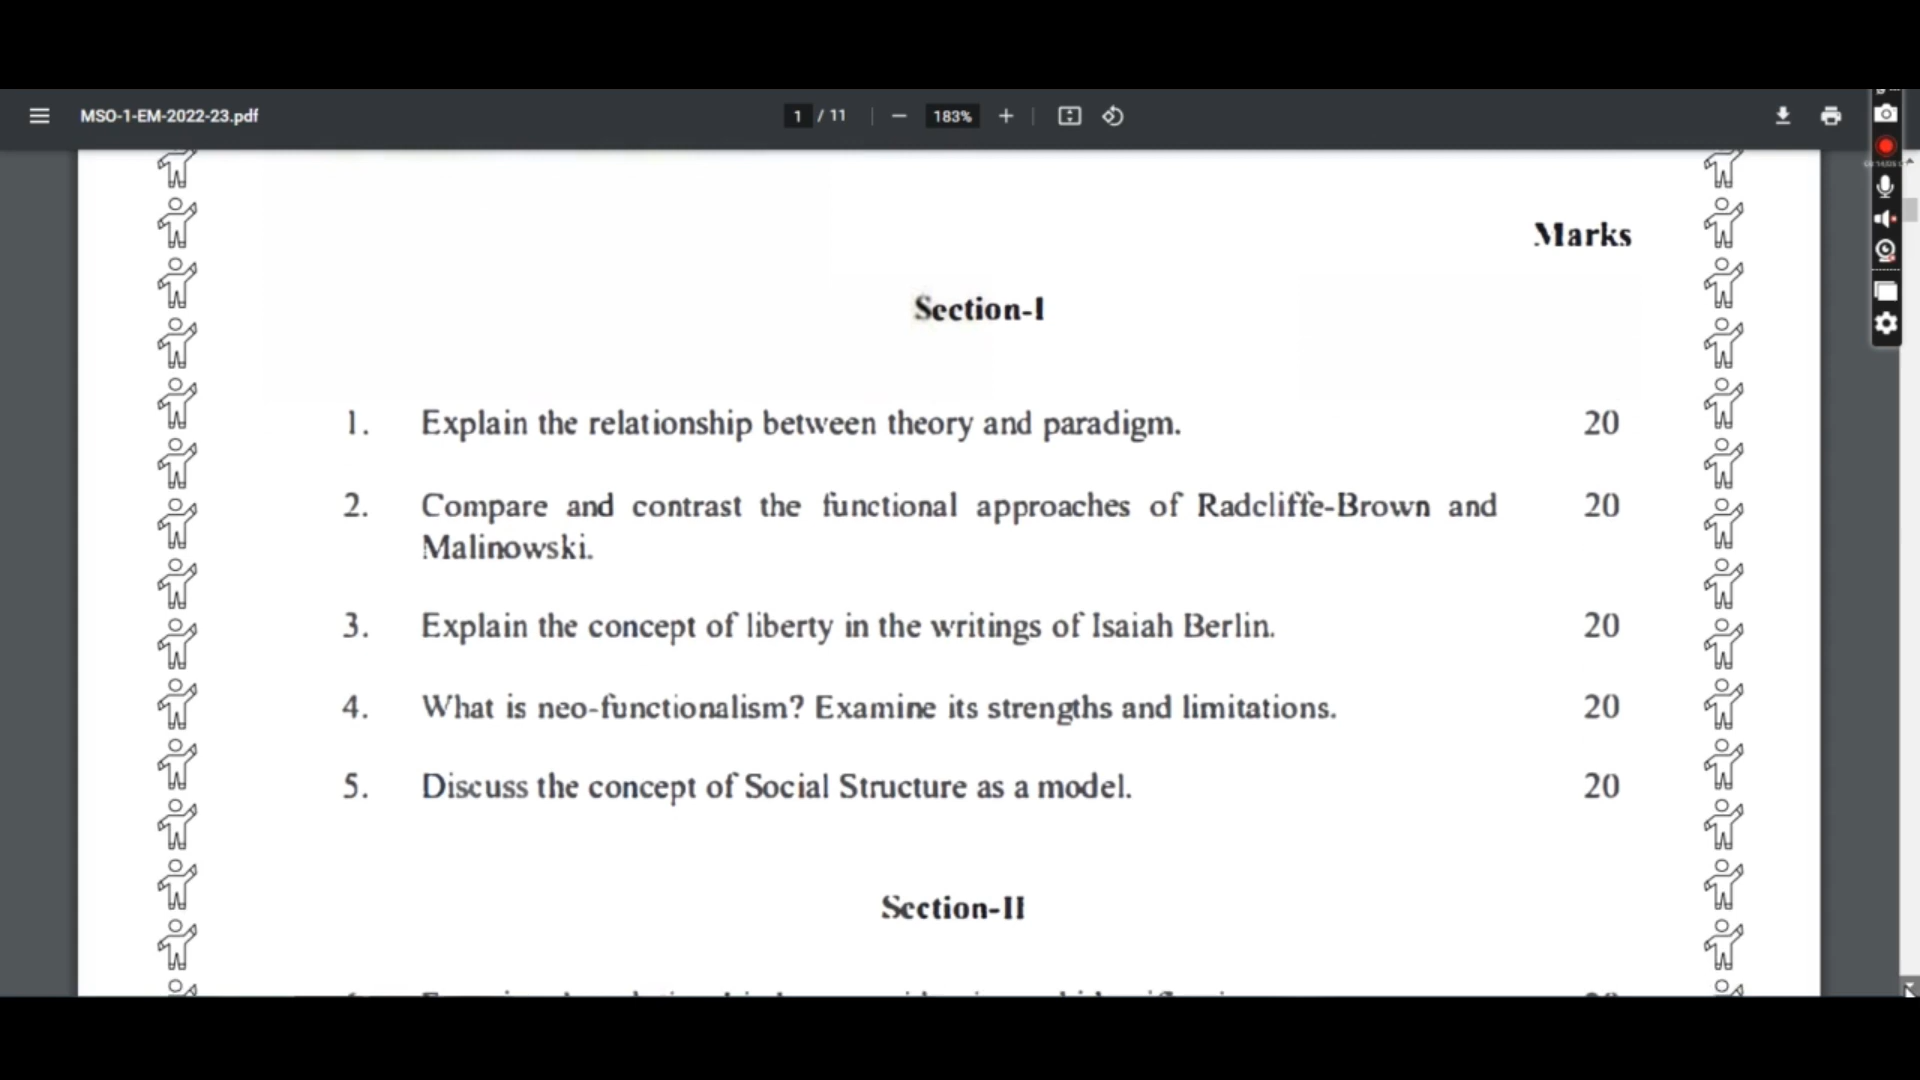 MSO-1-EM-2022-23.pdf
1 / 11
183%
Marks
Section-I
1. Explain the relationship between theory and paradigm. 20
2. Compare and contrast the functional approaches of Radcliffe-Brown and 20
Malinowski.
3. Explain the concept of liberty in the writings of Isaiah Berlin. 20
4. What is neo-functionalism? Examine its strengths and limitations. 20
5. Discuss the concept of Social Structure as a model. 20
Section-II